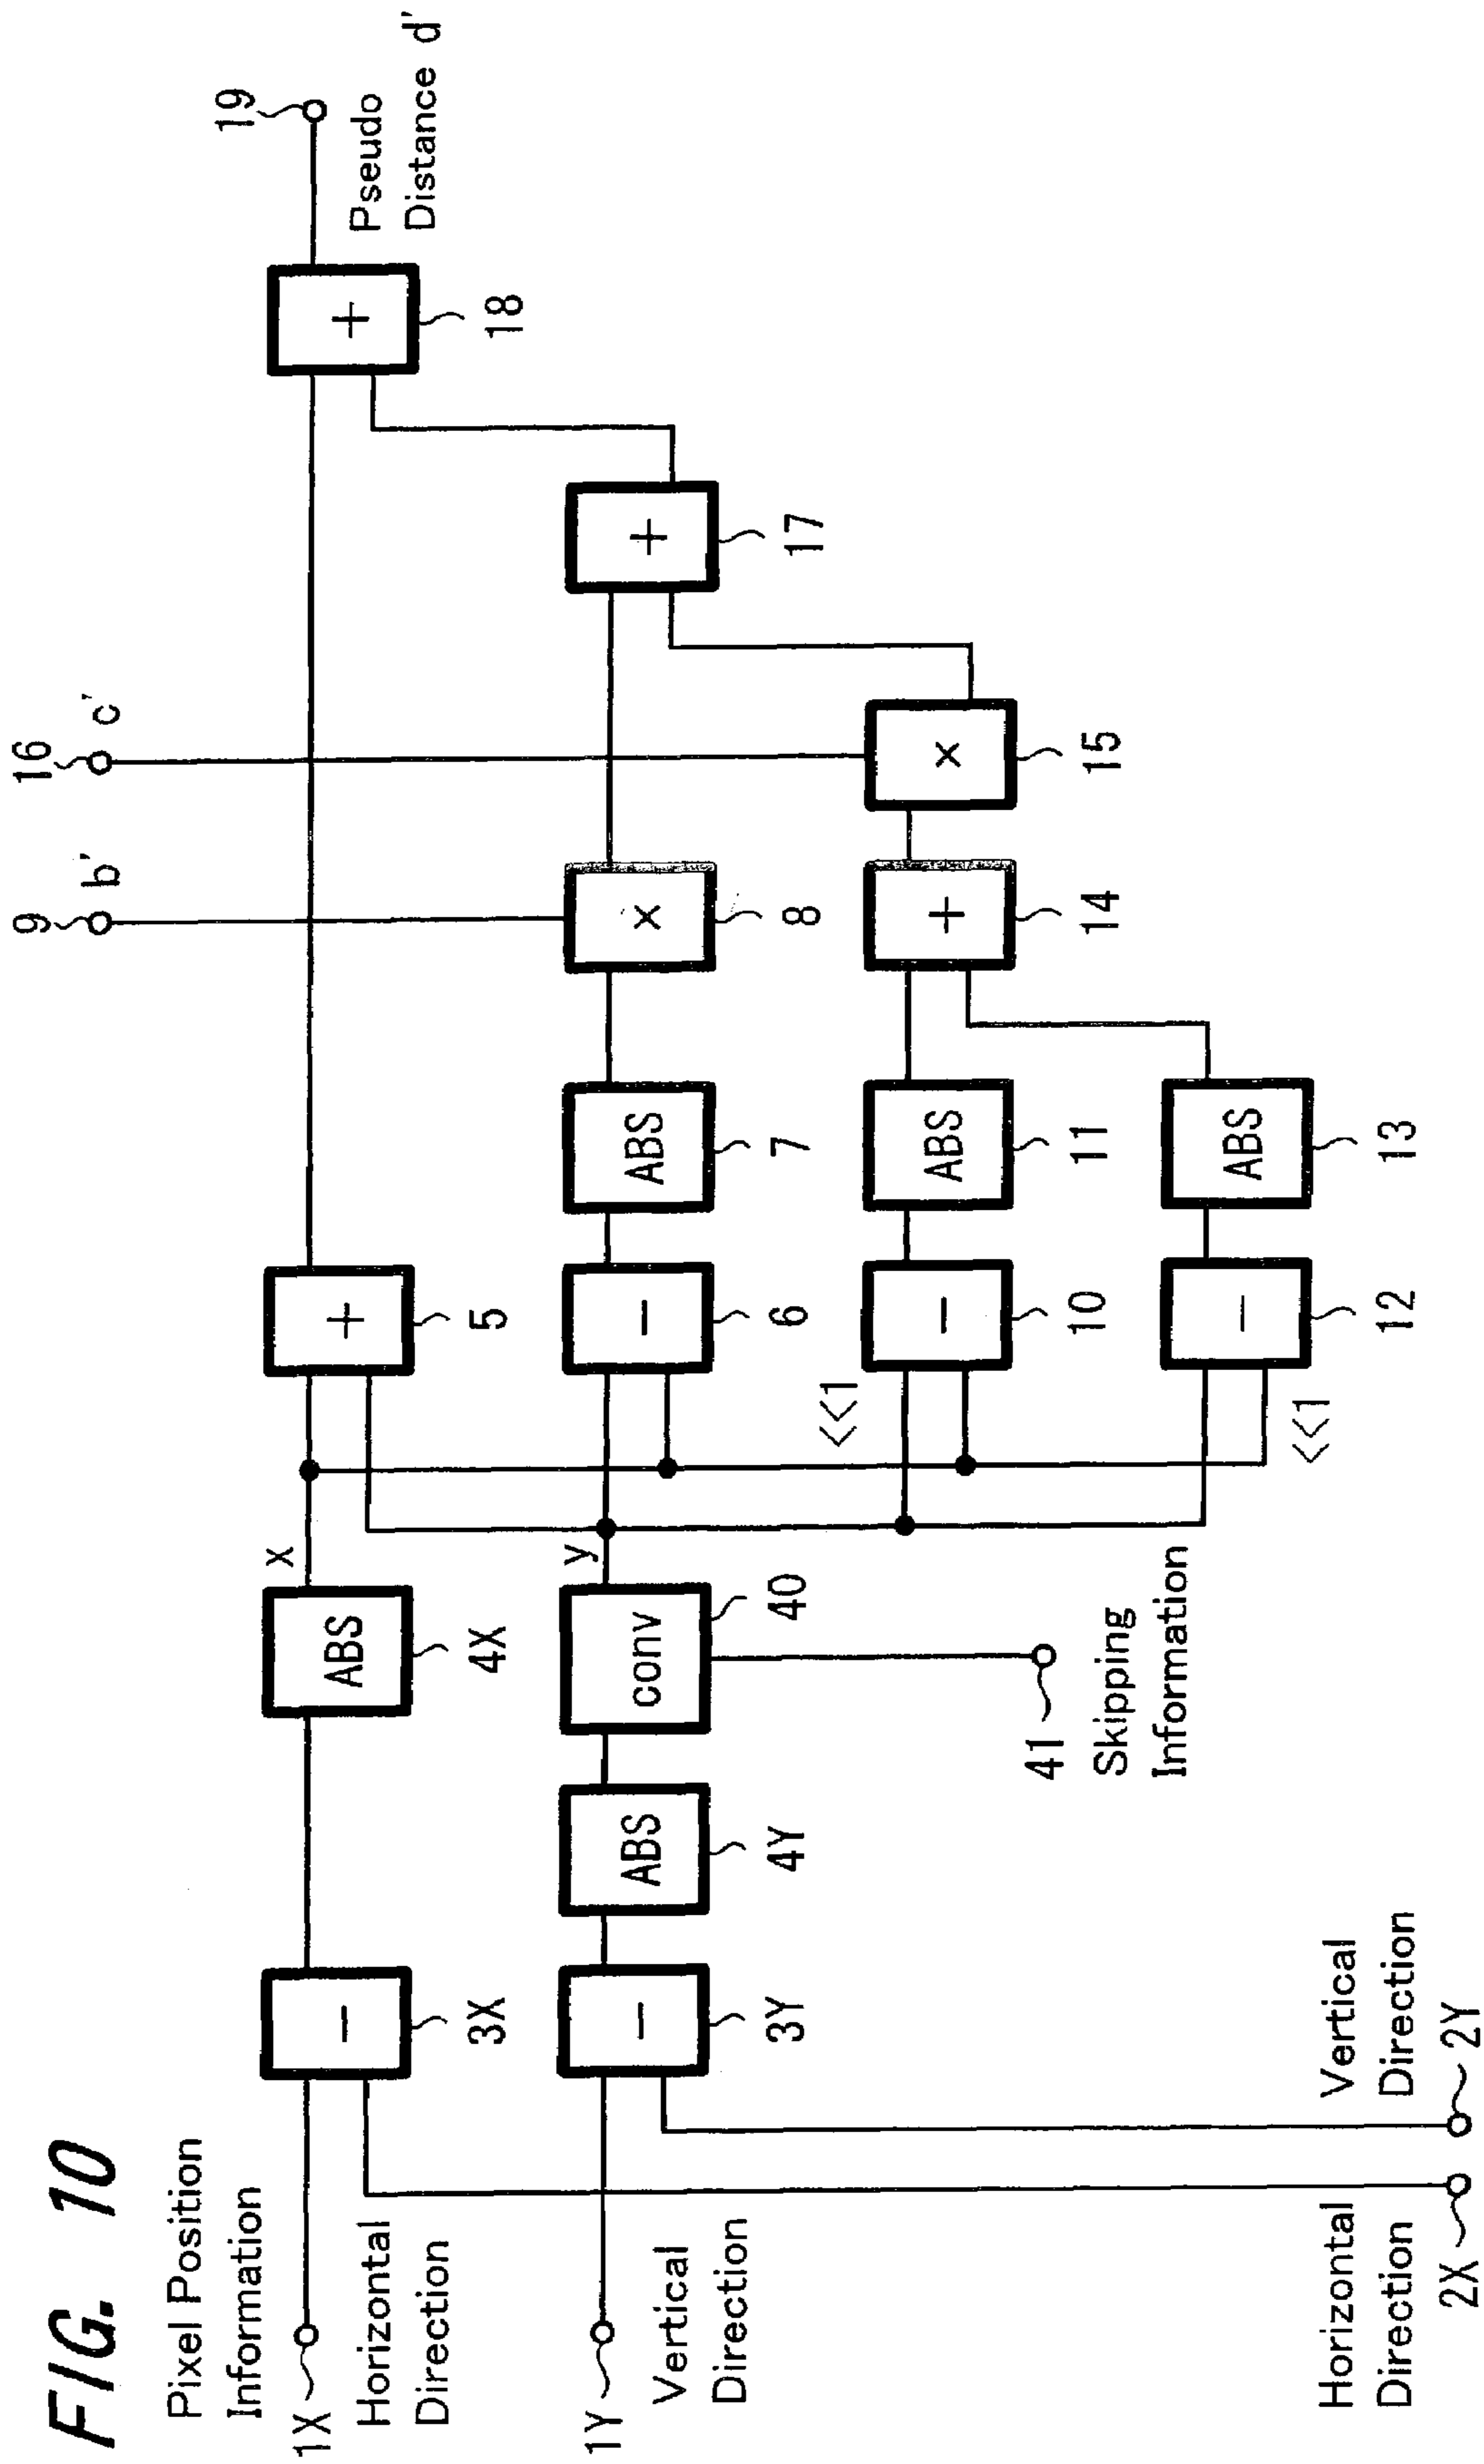 FIG. 10
Pixel Position
Information
1X
Horizontal
Direction
1Y
Vertical
Direction
Horizontal
Direction
2X
Vertical
Direction
2Y
−
3X
−
3Y
ABS
4X
ABS
4Y
conv
40
41
Skipping
Information
x
y
+
5
−
6
<<1
−
10
−
12
<<1
ABS
7
ABS
11
ABS
13
9
b'
×
8
+
14
16
c'
×
15
+
17
+
18
19
Pseudo
Distance d'